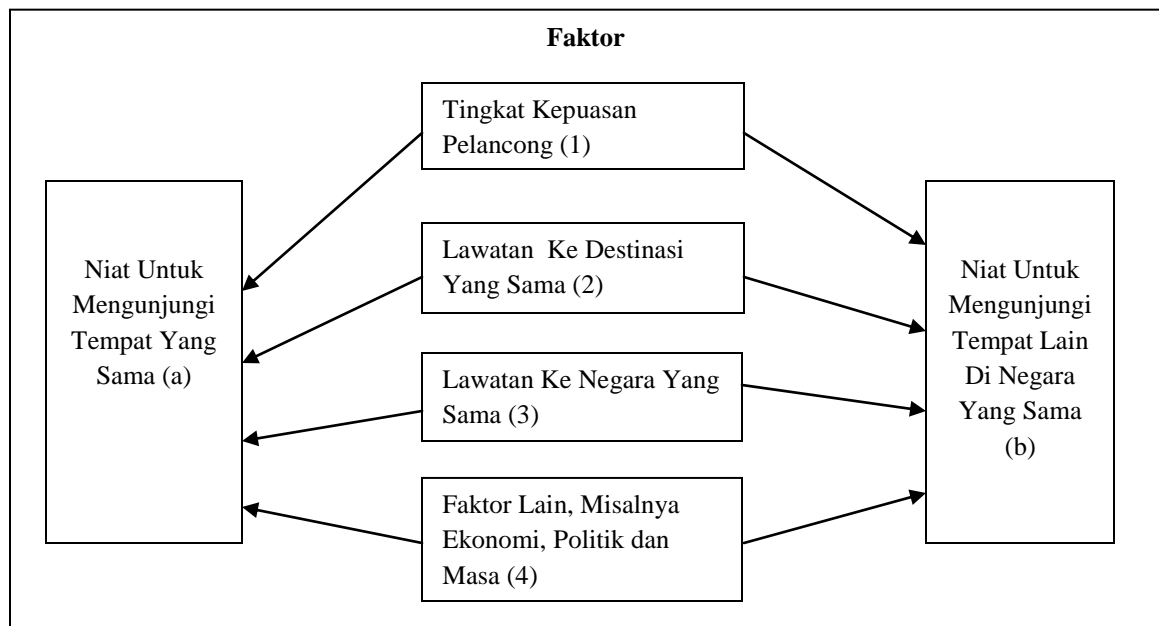 Faktor
Tingkat Kepuasan
Pelancong (1)
Niat Untuk
Mengunjungi
Tempat Yang
Sama (a)
Lawatan Ke Destinasi
Yang Sama (2)
Lawatan Ke Negara Yang
Sama (3)
Faktor Lain, Misalnya
Ekonomi, Politik dan
Masa (4)
Niat Untuk
Mengunjungi
Tempat Lain
Di Negara
Yang Sama
(b)